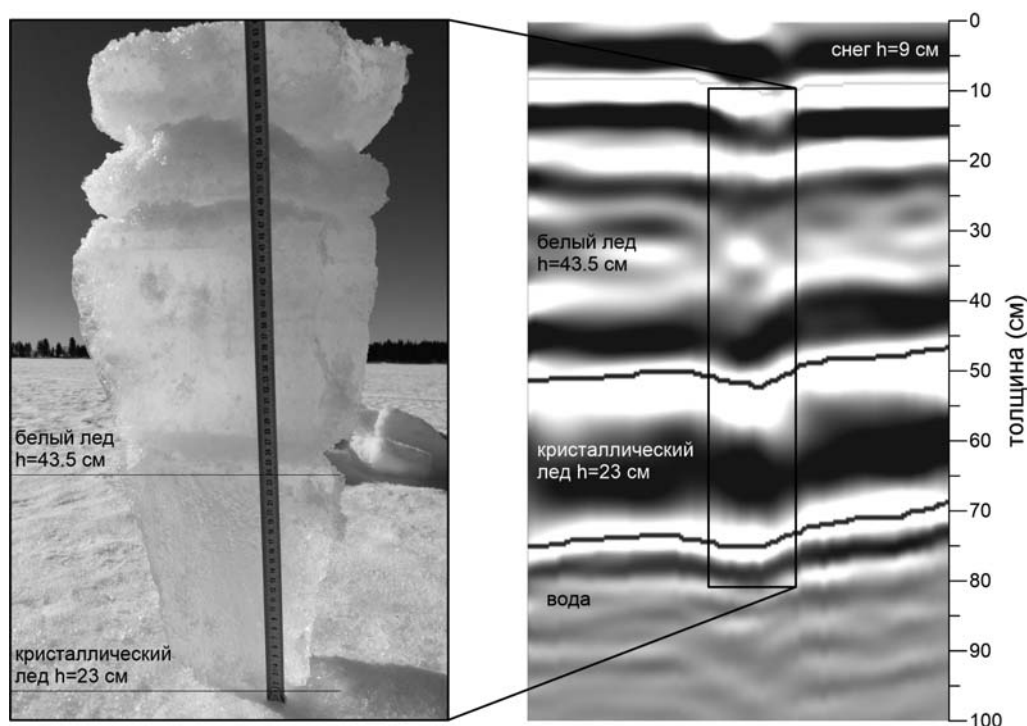 белый лед
h=43.5 см
кристаллический
лед h=23 см
снег h=9 см
белый лед
h=43.5 см
кристаллический
лед h=23 см
вода
0
10
20
30
40
50
60
70
80
90
100
толщина (см)